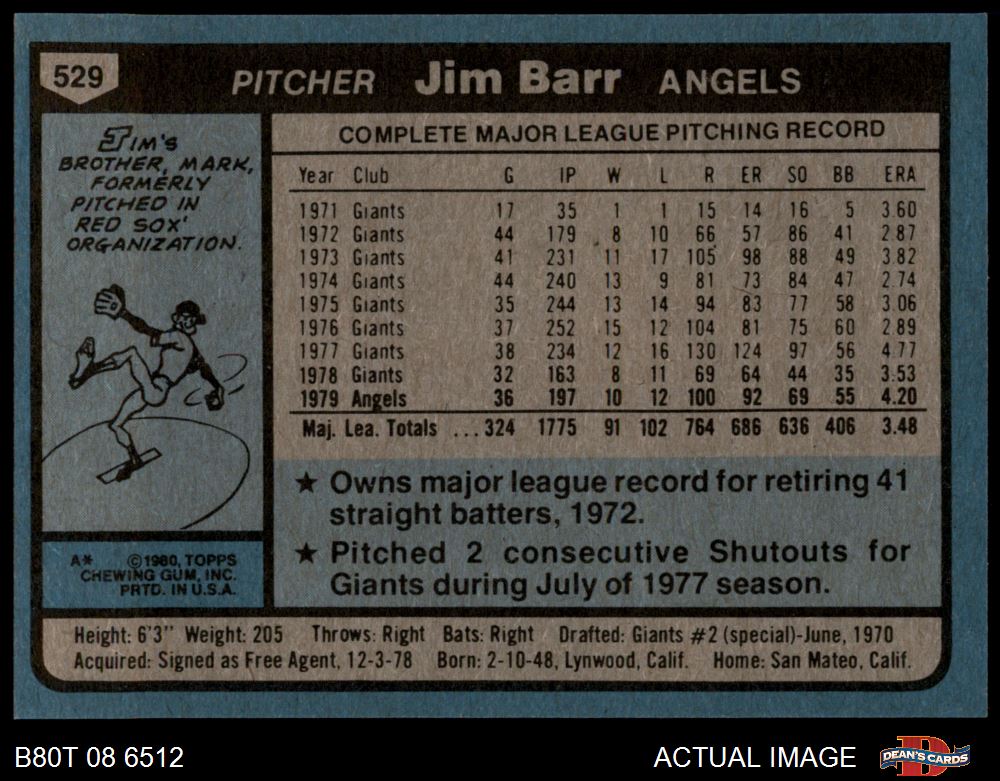 529 PITCHER Jim Barr ANGELS
JIM'S
BROTHER, MARK,
FORMERLY
PITCHED IN
RED SOX'
ORGANIZATION.
COMPLETE MAJOR LEAGUE PITCHING RECORD
Year Club G IP W L R ER SO BB ERA
1971 Giants 17 35 1 1 15 14 16 5 3.60
1972 Giants 44 179 8 10 66 57 86 41 2.87
1973 Giants 41 231 11 17 105 98 88 49 3.82
1974 Giants 44 240 13 9 81 73 84 47 2.74
1975 Giants 35 244 13 14 94 83 77 58 3.06
1976 Giants 37 252 15 12 104 81 75 60 2.89
1977 Giants 38 234 12 16 130 124 97 56 4.77
1978 Giants 32 163 8 11 69 64 44 35 3.53
1979 Angels 36 197 10 12 100 92 69 55 4.20
Maj. Lea. Totals ... 324 1775 91 102 764 686 636 406 3.48
★ Owns major league record for retiring 41
straight batters, 1972.
★ Pitched 2 consecutive Shutouts for
Giants during July of 1977 season.
A* ©1980, TOPPS
CHEWING GUM, INC.
PRTD. IN U.S.A.
Height: 6'3" Weight: 205 Throws: Right Bats: Right Drafted: Giants #2 (special)-June, 1970
Acquired: Signed as Free Agent, 12-3-78 Born: 2-10-48, Lynwood, Calif. Home: San Mateo, Calif.
B80T 08 6512 ACTUAL IMAGE DEAN'S CARDS